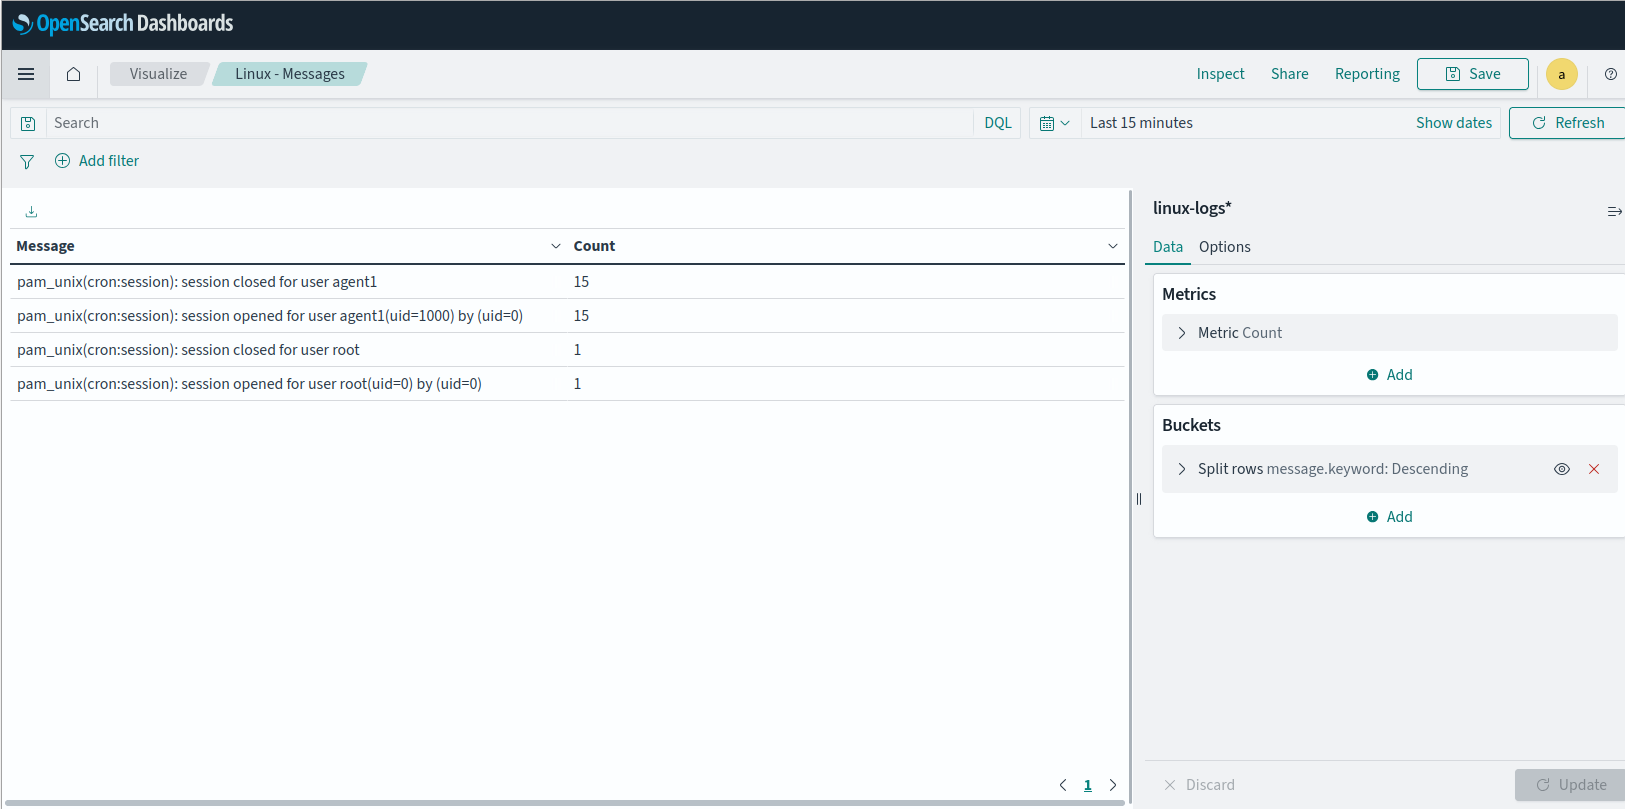 OpenSearch Dashboards
Visualize Linux - Messages Inspect Share Reporting Save a
Search DQL Last 15 minutes Show dates Refresh
Add filter
linux-logs*
Data Options
Message Count
pam_unix(cron:session): session closed for user agent1 15
pam_unix(cron:session): session opened for user agent1(uid=1000) by (uid=0) 15
pam_unix(cron:session): session closed for user root 1
pam_unix(cron:session): session opened for user root(uid=0) by (uid=0) 1
Metrics
Metric Count
Add
Buckets
Split rows message.keyword: Descending
Add
1
Discard Update